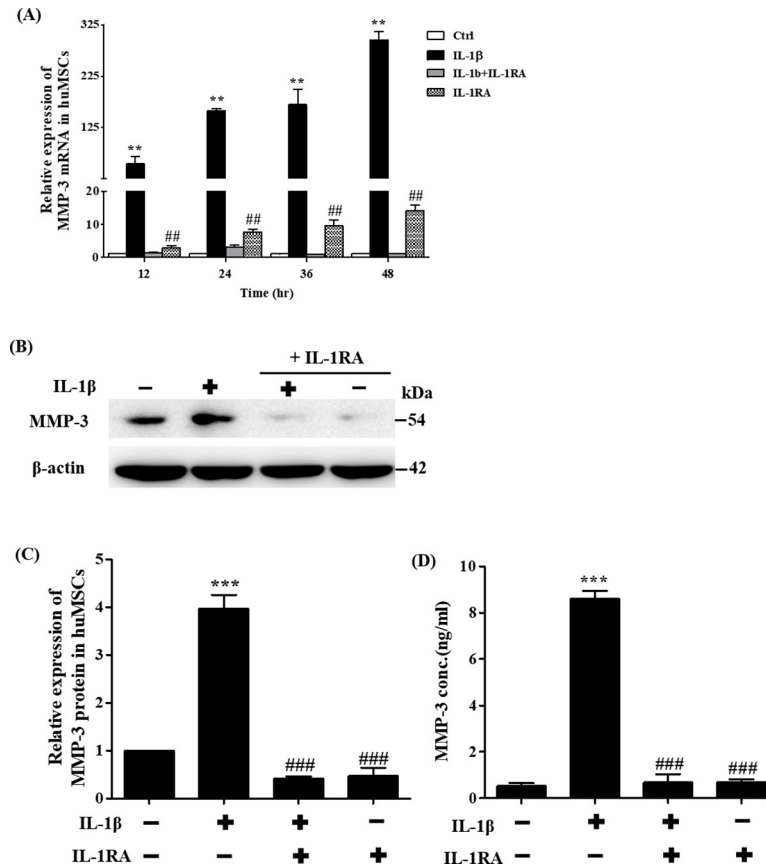 (A)
Relative expression of
MMP-3 mRNA in huMSCs
325
225
125
20
10
0
**
**
**
**
##
##
##
##
Ctrl
IL-1β
IL-1b+IL-1RA
IL-1RA
12
24
36
48
Time (hr)
(B)
+ IL-1RA
IL-1β − + + − kDa
MMP-3 −54
β-actin −42
(C)
Relative expression of
MMP-3 protein in huMSCs
5
4
3
2
1
0
***
###
###
IL-1β − + + −
IL-1RA − − + +
(D)
MMP-3 conc.(ng/ml)
10
8
6
4
2
0
***
###
###
IL-1β − + + −
IL-1RA − − + +